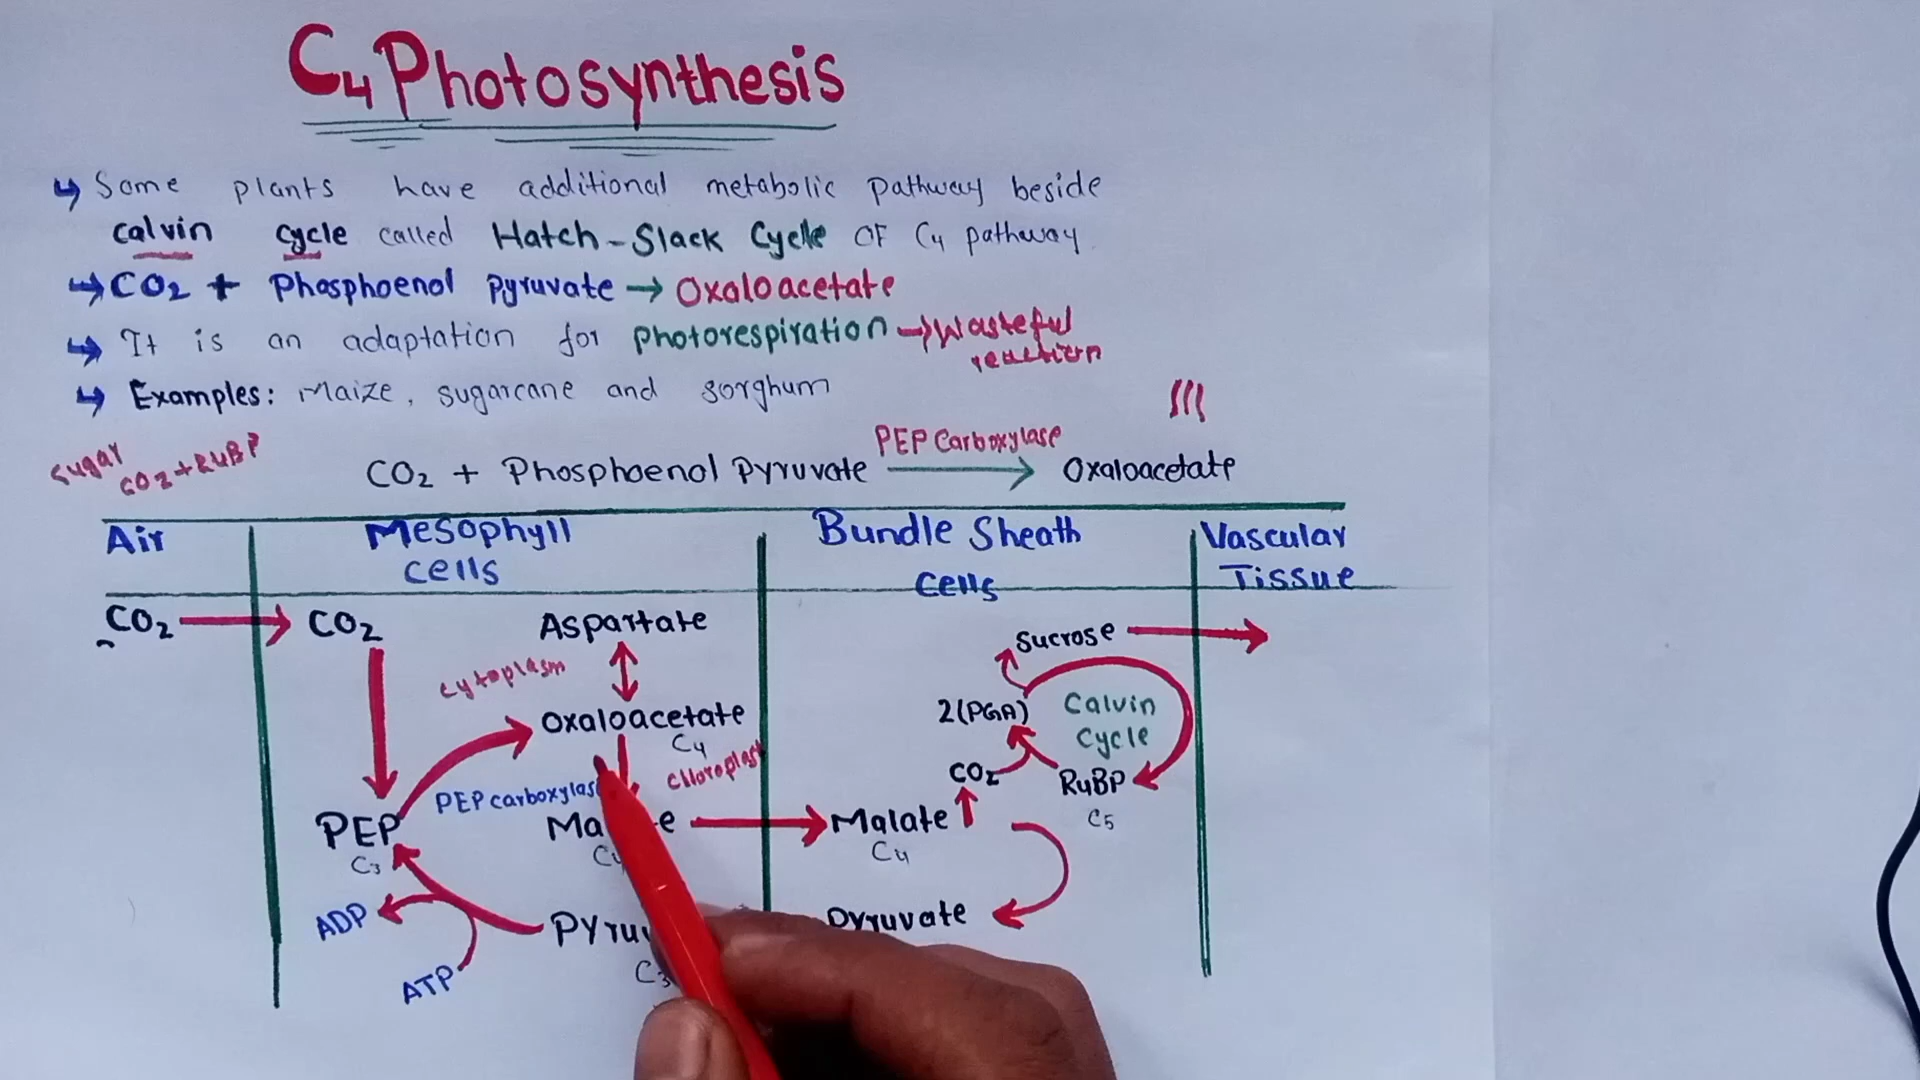 C4 Photosynthesis
↳ Some plants have additional metabolic pathway beside
calvin cycle called Hatch-Slack Cycle OF C4 pathway
→ CO2 + Phosphoenol Pyruvate → Oxaloacetate
↳ It is an adaptation for Photorespiration → Wasteful
reaction
↳ Examples: Maize, sugarcane and sorghum
sugar
CO2 + RuBP
PEP Carboxylase
CO2 + Phosphoenol Pyruvate → Oxaloacetate
Air
Mesophyll
cells
Bundle Sheath
Cells
Vascular
Tissue
CO2 → CO2
Aspartate
cytoplasm
Oxaloacetate
C4
chloroplast
PEP carboxylas
PEP
C3
C4
ADP
ATP
C3
Sucrose
2(PGA)
Calvin
Cycle
CO2
RuBP
C5
Malate
C4
Pyruvate